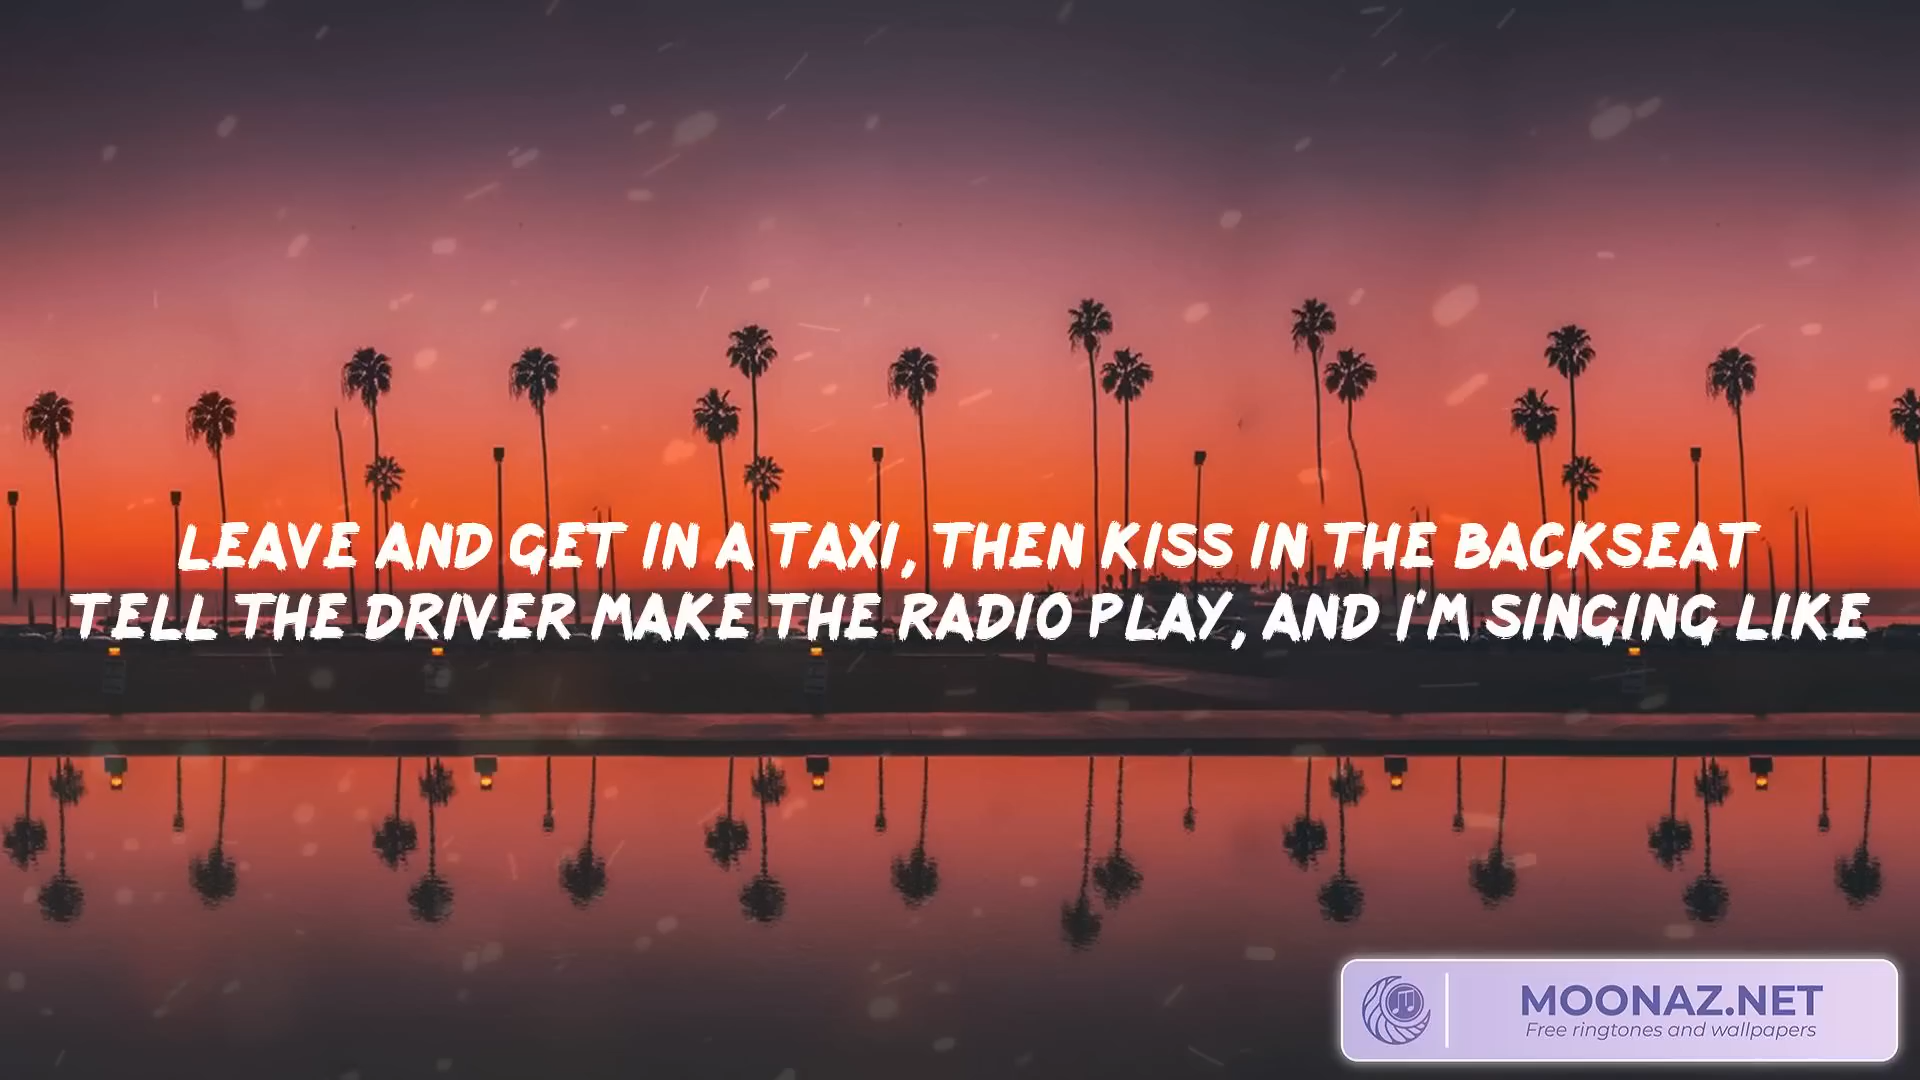 LEAVE AND GET IN A TAXI, THEN KISS IN THE BACKSEAT
TELL THE DRIVER MAKE THE RADIO PLAY, AND I'M SINGING LIKE
MOONAZ.NET
Free ringtones and wallpapers